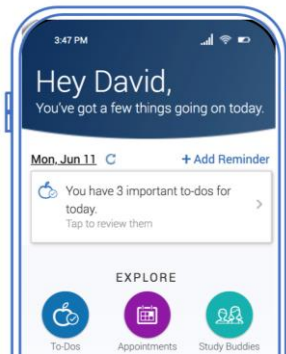 3:47 PM
Hey David,
You've got a few things going on today.
Mon, Jun 11
+ Add Reminder
You have 3 important to-dos for
today.
Tap to review them
EXPLORE
To-Dos
Appointments
Study Buddies